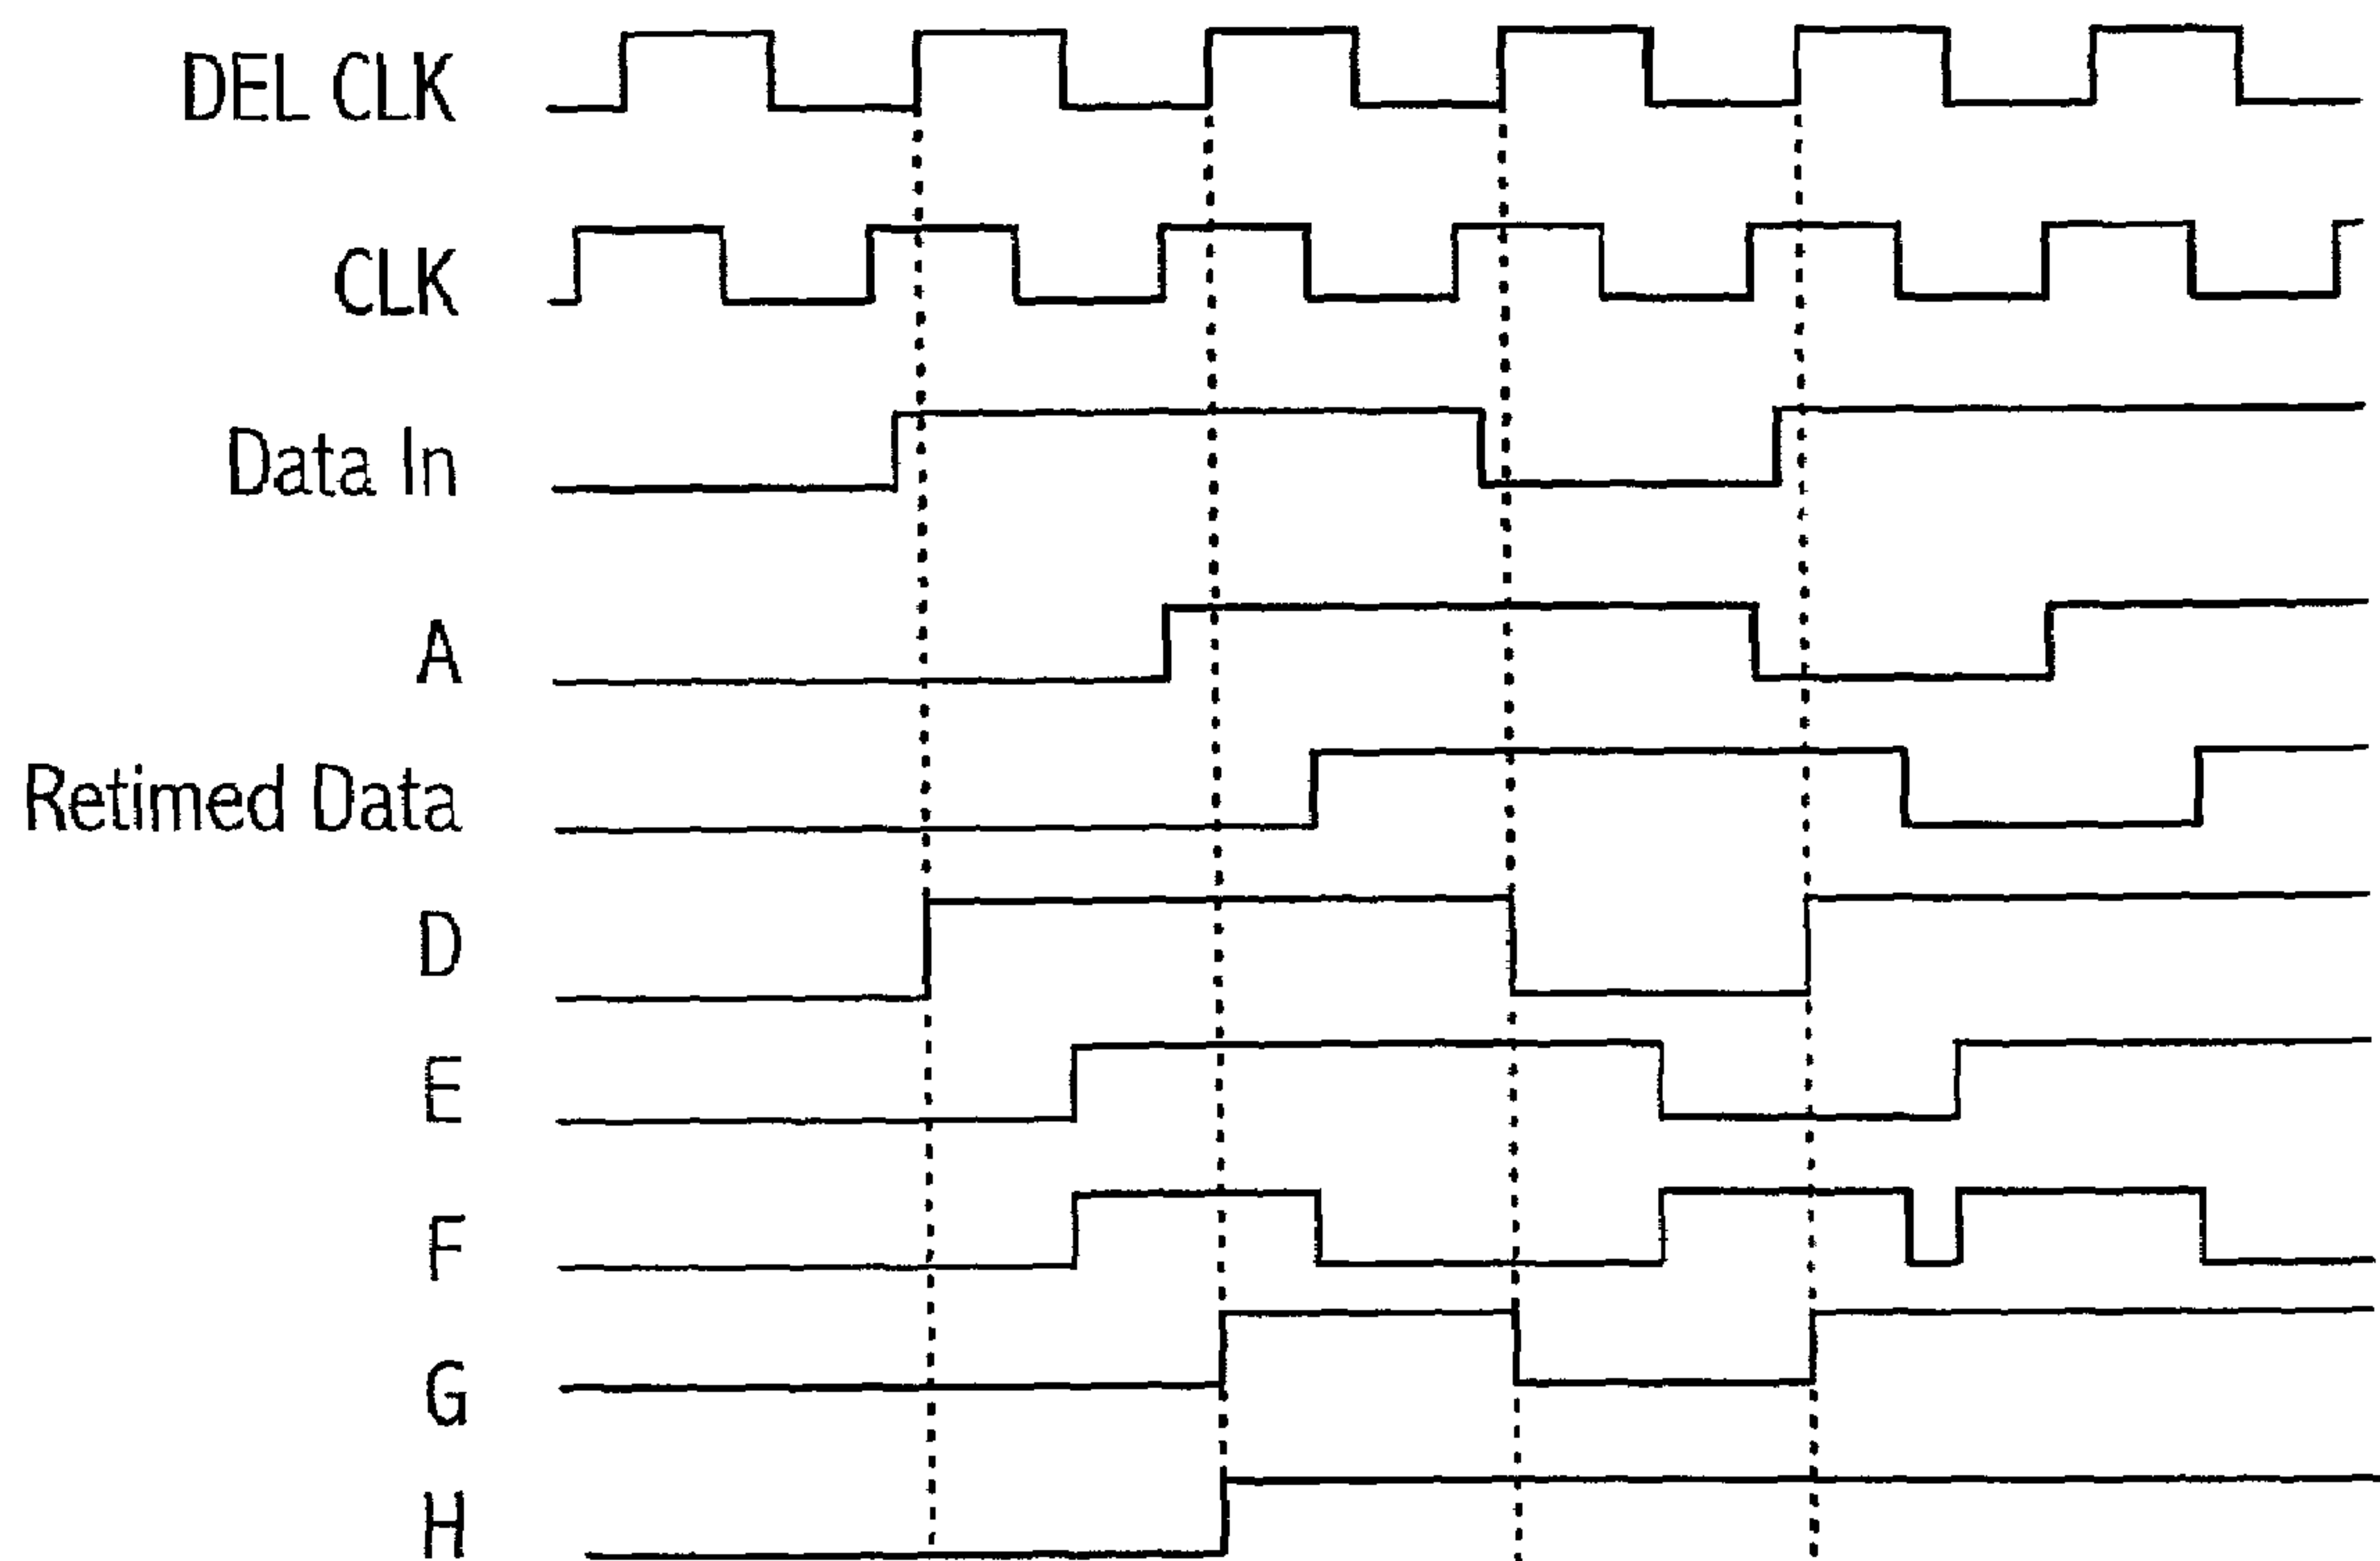 DEL CLK
CLK
Data In
A
Retimed Data
D
E
F
G
H